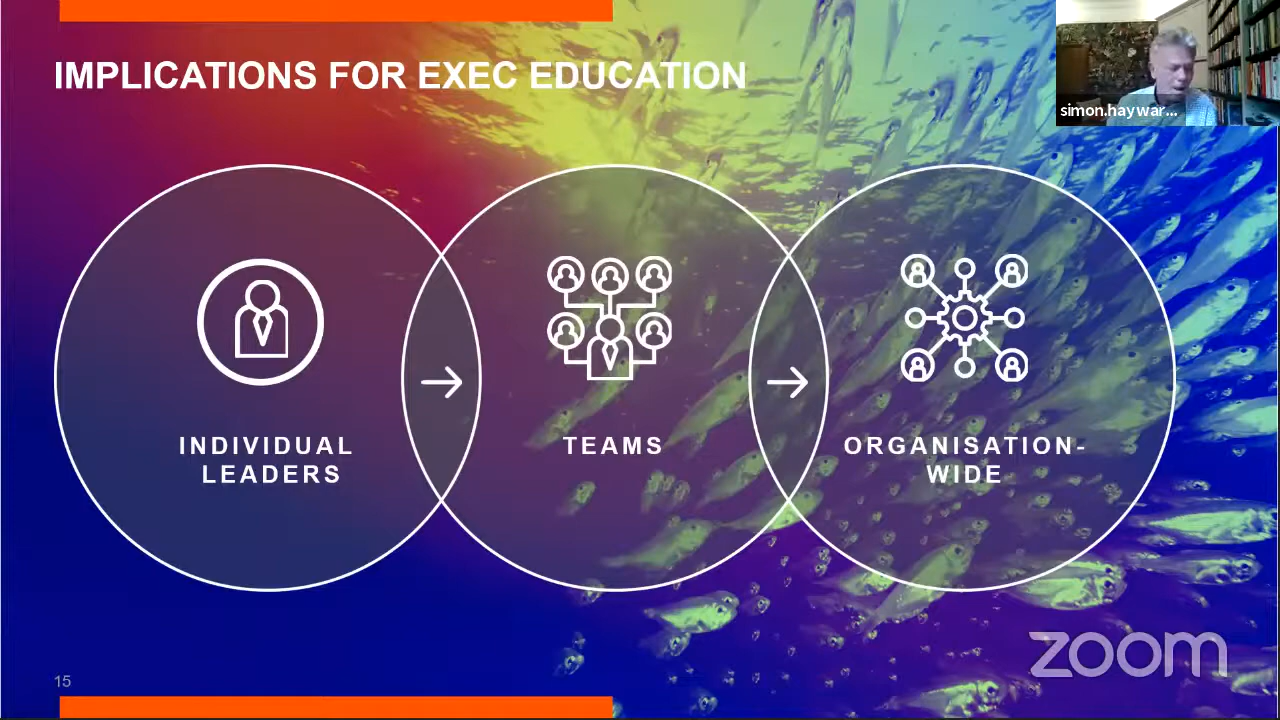 IMPLICATIONS FOR EXEC EDUCATION
simon.haywar...
INDIVIDUAL
LEADERS
TEAMS
ORGANISATION-
WIDE
15
zoom